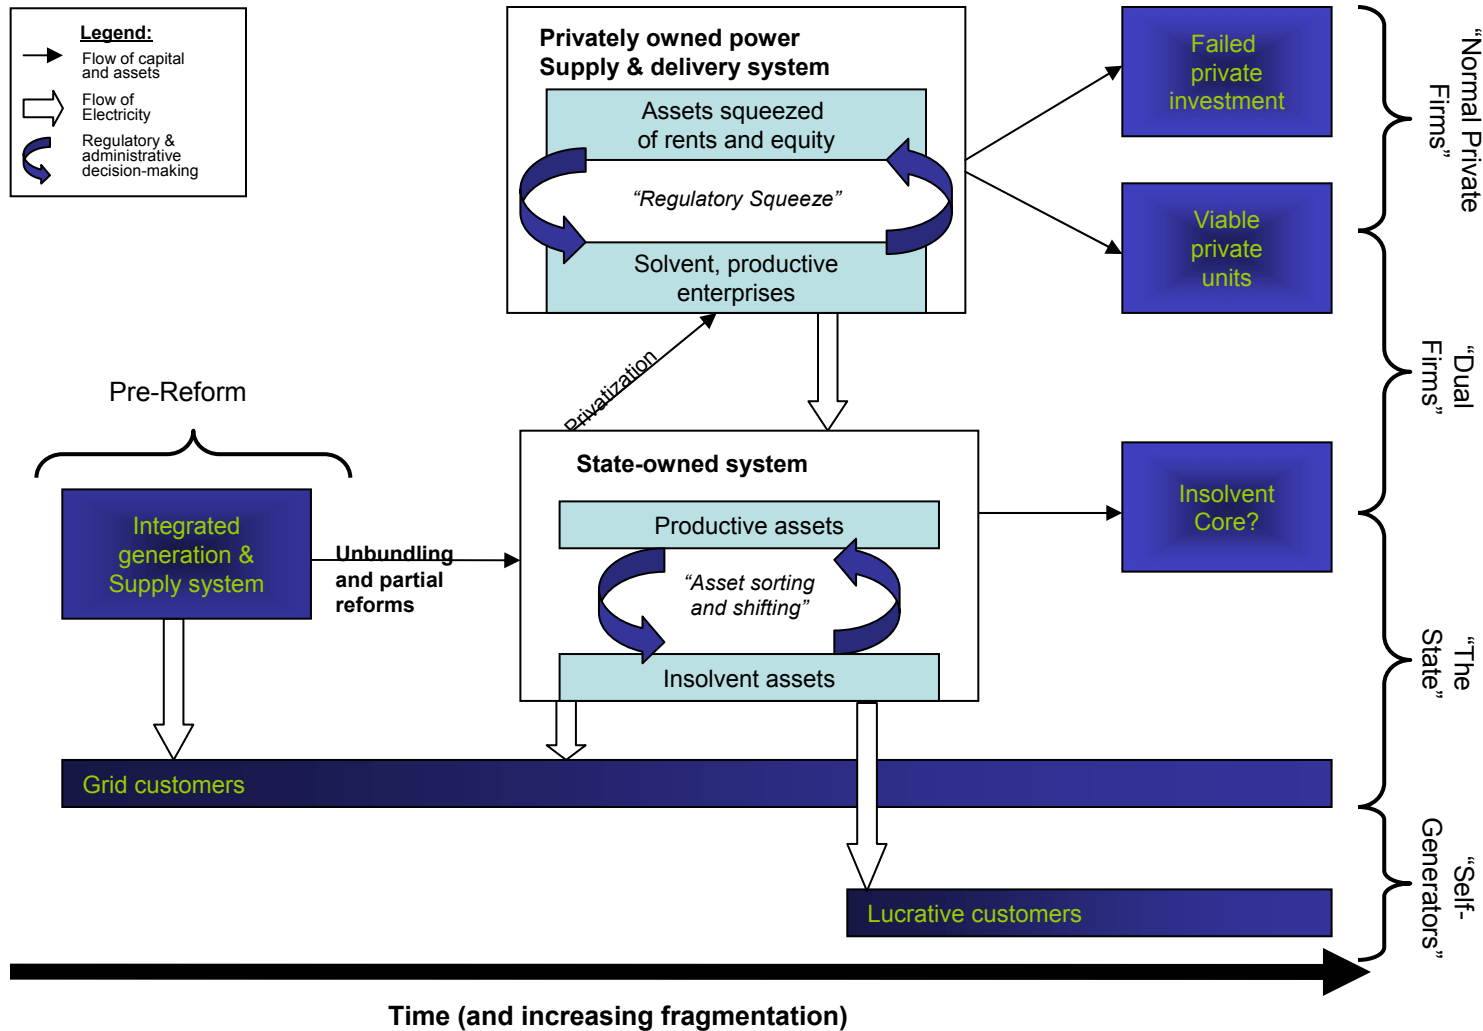 Legend:
Flow of capital
and assets
Flow of
Electricity
Regulatory &
administrative
decision-making
Privately owned power
Supply & delivery system
Assets squeezed
of rents and equity
“Regulatory Squeeze”
Solvent, productive
enterprises
Failed
private
investment
Viable
private
units
“Normal Private
Firms”
“Dual
Firms”
Privatization
Pre-Reform
Integrated
generation &
Supply system
Unbundling
and partial
reforms
State-owned system
Productive assets
“Asset sorting
and shifting”
Insolvent assets
Insolvent
Core?
“The
State”
Grid customers
Lucrative customers
“Self-
Generators”
Time (and increasing fragmentation)